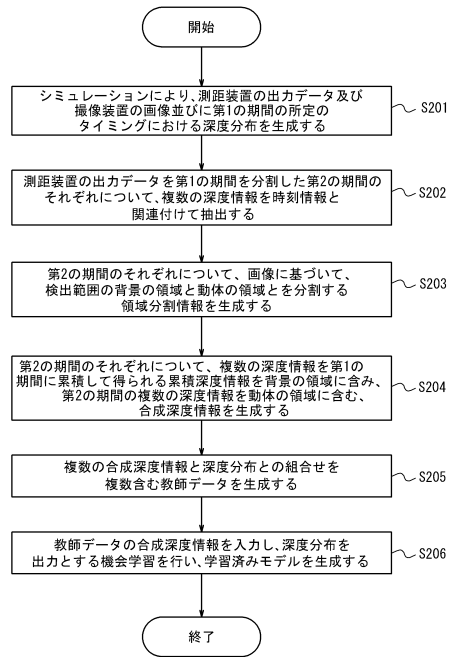 開始
シミュレーションにより、測距装置の出力データ及び
撮像装置の画像並びに第1の期間の所定の
タイミングにおける深度分布を生成する
S201
測距装置の出力データを第1の期間を分割した第2の期間の
それぞれについて、複数の深度情報を時刻情報と
関連付けて抽出する
S202
第2の期間のそれぞれについて、画像に基づいて、
検出範囲の背景の領域と動体の領域とを分割する
領域分割情報を生成する
S203
第2の期間のそれぞれについて、複数の深度情報を第1の
期間に累積して得られる累積深度情報を背景の領域に含み、
第2の期間の複数の深度情報を動体の領域に含む、
合成深度情報を生成する
S204
複数の合成深度情報と深度分布との組合せを
複数含む教師データを生成する
S205
教師データの合成深度情報を入力し、深度分布を
出力とする機会学習を行い、学習済みモデルを生成する
S206
終了